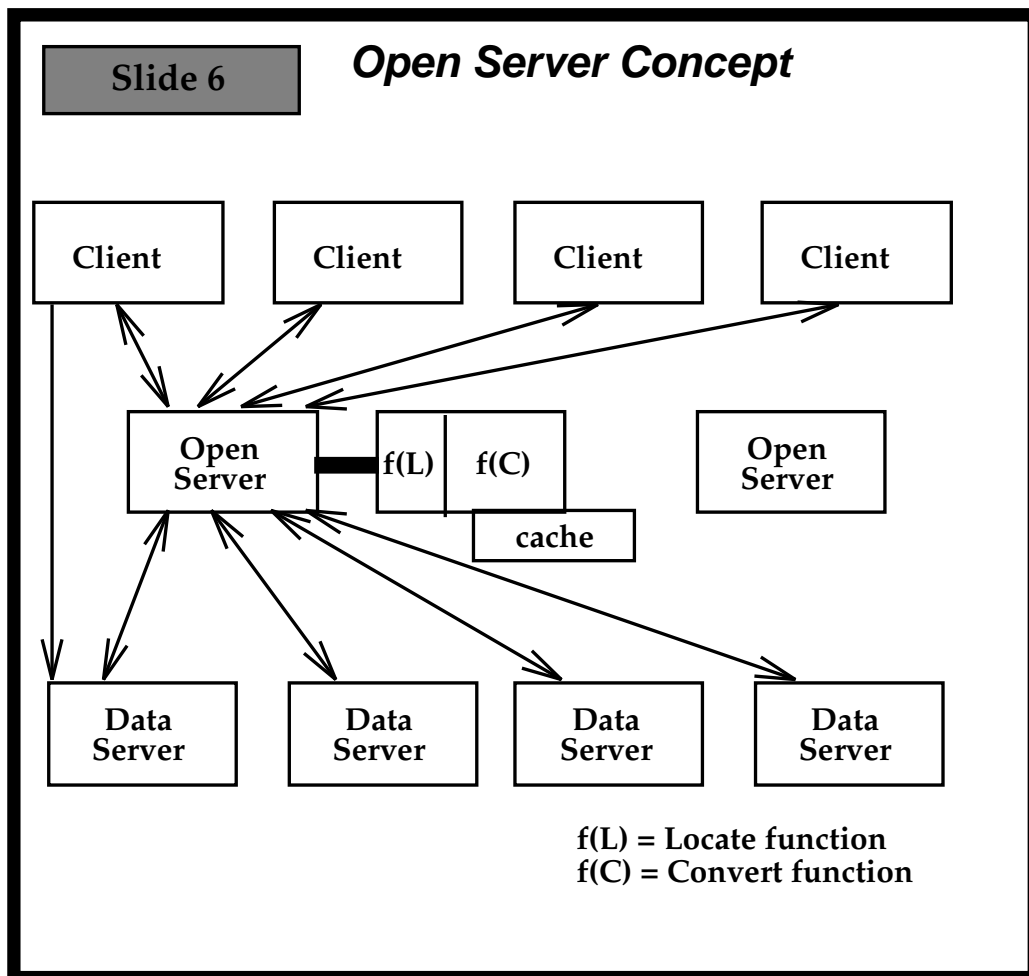 Slide 6
Open Server Concept
Client
Client
Client
Client
Open
Server
f(L)
f(C)
cache
Open
Server
Data
Server
Data
Server
Data
Server
Data
Server
f(L) = Locate function
f(C) = Convert function